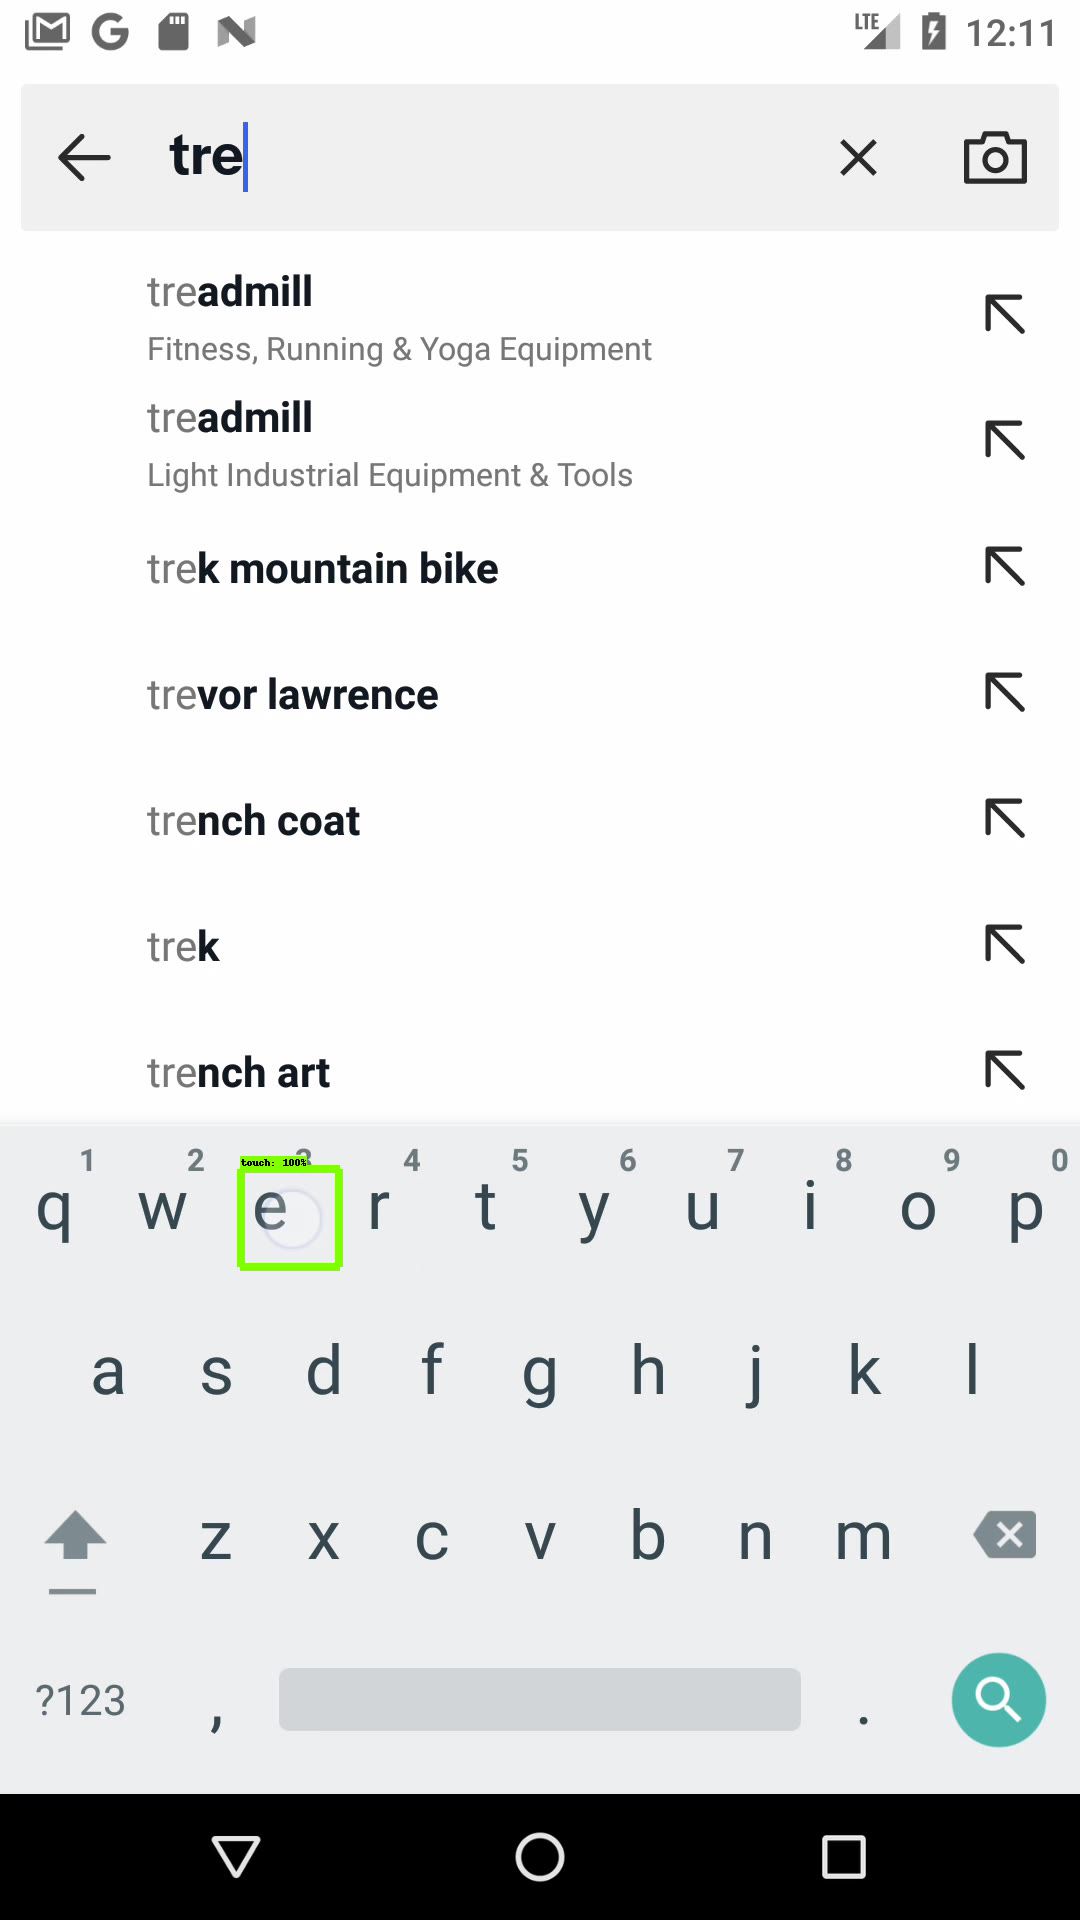 LTE 12:11
tre
treadmill
Fitness, Running & Yoga Equipment
treadmill
Light Industrial Equipment & Tools
trek mountain bike
trevor lawrence
trench coat
trek
trench art
1 2 3 4 5 6 7 8 9 0
touch: 100%
q w e r t y u i o p
a s d f g h j k l
z x c v b n m
?123 , .